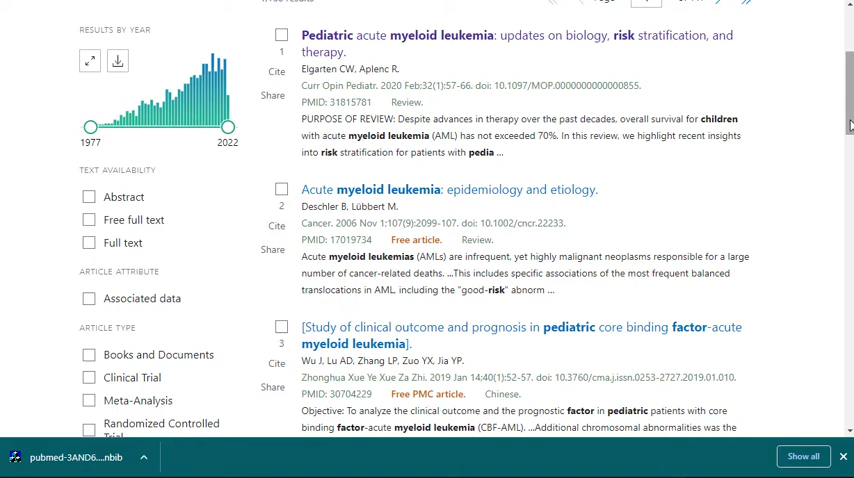 RESULTS BY YEAR
1977
2022
TEXT AVAILABILITY
Abstract
Free full text
Full text
ARTICLE ATTRIBUTE
Associated data
ARTICLE TYPE
Books and Documents
Clinical Trial
Meta-Analysis
Randomized Controlled
results
Page
1
Cite
Share
Pediatric acute myeloid leukemia: updates on biology, risk stratification, and
therapy.
Elgarten CW, Aplenc R.
Curr Opin Pediatr. 2020 Feb;32(1):57-66. doi: 10.1097/MOP.0000000000000855.
PMID: 31815781 Review.
PURPOSE OF REVIEW: Despite advances in therapy over the past decades, overall survival for children
with acute myeloid leukemia (AML) has not exceeded 70%. In this review, we highlight recent insights
into risk stratification for patients with pedia ...
2
Cite
Share
Acute myeloid leukemia: epidemiology and etiology.
Deschler B, Lübbert M.
Cancer. 2006 Nov 1;107(9):2099-107. doi: 10.1002/cncr.22233.
PMID: 17019734 Free article. Review.
Acute myeloid leukemias (AMLs) are infrequent, yet highly malignant neoplasms responsible for a large
number of cancer-related deaths. ...This includes specific associations of the most frequent balanced
translocations in AML, including the "good-risk" abnorm ...
3
Cite
Share
[Study of clinical outcome and prognosis in pediatric core binding factor-acute
myeloid leukemia].
Wu J, Lu AD, Zhang LP, Zuo YX, Jia YP.
Zhonghua Xue Ye Xue Za Zhi. 2019 Jan 14;40(1):52-57. doi: 10.3760/cma.j.issn.0253-2727.2019.01.010.
PMID: 30704229 Free PMC article. Chinese.
Objective: To analyze the clinical outcome and the prognostic factor in pediatric patients with core
binding factor-acute myeloid leukemia (CBF-AML). ...Additional chromosomal abnormalities was the
pubmed-3AND6....nbib
Show all